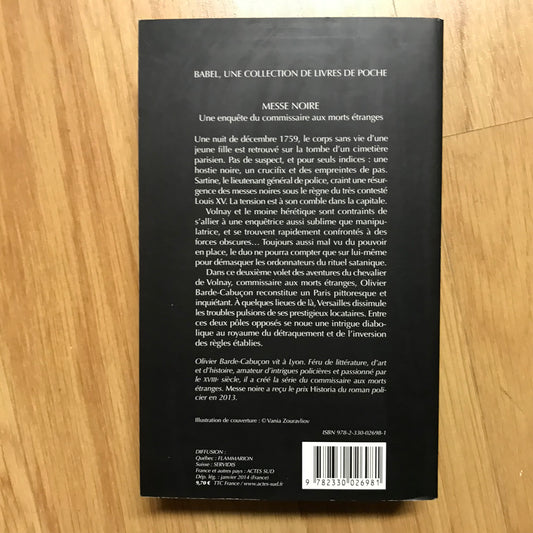 BABEL, UNE COLLECTION DE LIVRES DE POCHE
MESSE NOIRE
Une enquête du commissaire aux morts étranges
Une nuit de décembre 1759, le corps sans vie d'une
jeune fille est retrouvé sur la tombe d'un cimetière
parisien. Pas de suspect, et pour seuls indices : une
hostie noire, un crucifix et des empreintes de pas.
Sartine, le lieutenant général de police, craint une résur-
gence des messes noires sous le règne du très contesté
Louis XV. La tension est à son comble dans la capitale.
Volnay et le moine hérétique sont contraints de
s'allier à une enquêtrice aussi sublime que manipu-
latrice, et se trouvent rapidement confrontés à des
forces obscures... Toujours aussi mal vu du pouvoir
en place, le duo ne pourra compter que sur lui-même
pour démasquer les ordonnateurs du rituel satanique.
Dans ce deuxième volet des aventures du chevalier
de Volnay, commissaire aux morts étranges, Olivier
Barde-Cabuçon reconstitue un Paris pittoresque et
inquiétant. À quelques lieues de là, Versailles dissimule
les troubles pulsions de ses prestigieux locataires. Entre
ces deux pôles opposés se noue une intrigue diabo-
lique au royaume du détraquement et de l'inversion
des règles établies.
Olivier Barde-Cabuçon vit à Lyon. Féru de littérature, d'art
et d'histoire, amateur d'intrigues policières et passionné par
le XVIIIe siècle, il a créé la série du commissaire aux morts
étranges. Messe noire a reçu le prix Historia du roman poli-
cier en 2013.
Illustration de couverture : © Vania Zouravliov
ISBN 978-2-330-02698-1
DIFFUSION :
Québec : FLAMMARION
Suisse : SERVIDIS
France et autres pays : ACTES SUD
Dép. lég. : janvier 2014 (France)
9,70 € TTC France / www.actes-sud.fr
9 782330 026981